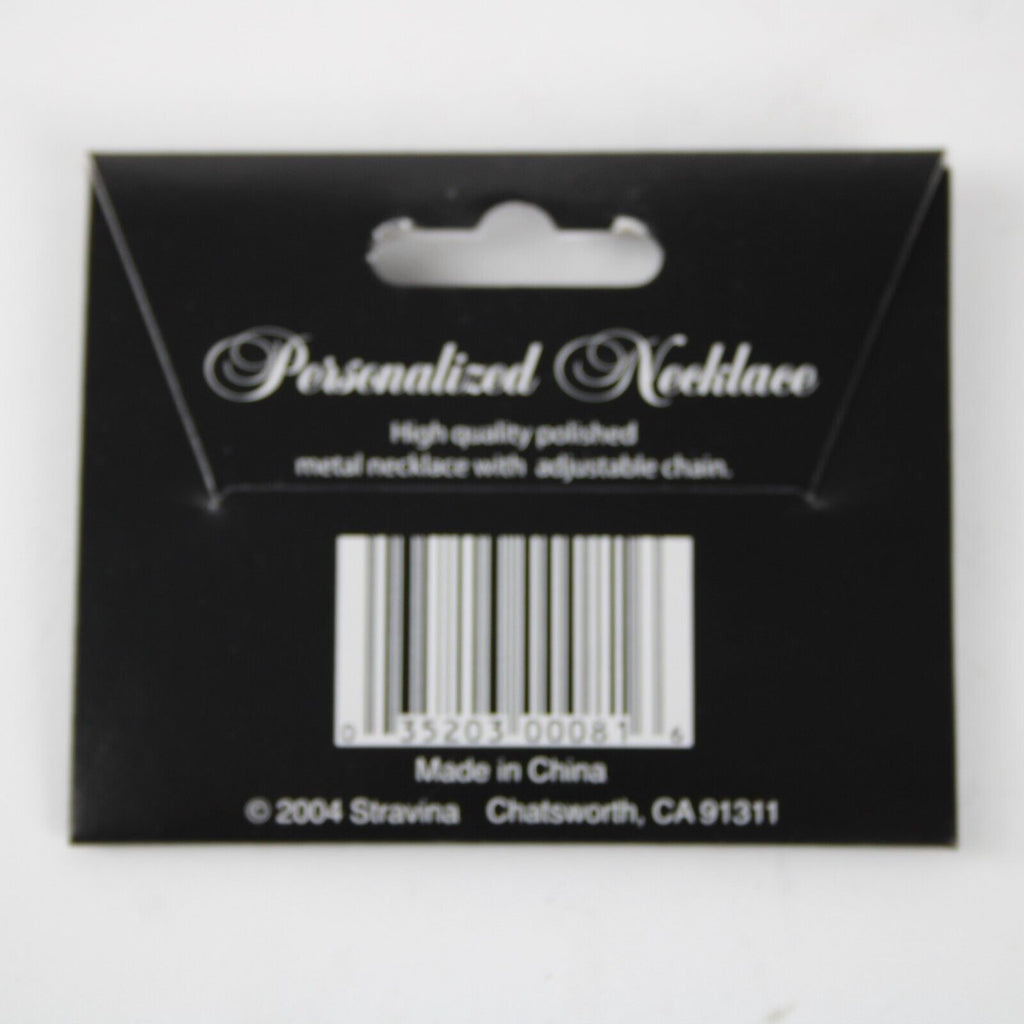 Personalized Necklace
High quality polished
metal necklace with adjustable chain.
0 35203 00081 6
Made in China
© 2004 Stravina Chatsworth, CA 91311